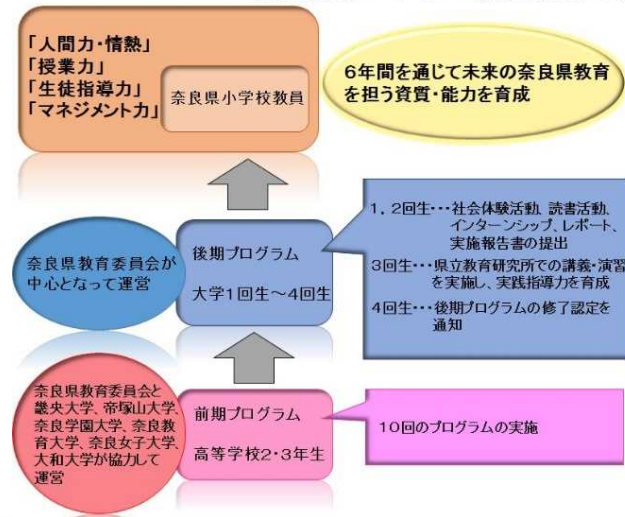 「人間力・情熱」
「授業力」
「生徒指導力」
「マネジメント力」
奈良県小学校教員
6年間を通じて未来の奈良県教育
を担う資質・能力を育成
奈良県教育委員会が
中心となって運営
後期プログラム
大学1回生～4回生
1，2回生・・・社会体験活動、読書活動、
インターンシップ、レポート、
実施報告書の提出
3回生・・・県立教育研究所での講義・演習
を実施し、実践指導力を育成
4回生・・・後期プログラムの修了認定を
通知
奈良県教育委員会と
畿央大学、帝塚山大学、
奈良学園大学、奈良教
育大学、奈良女子大学、
大和大学が協力して
運営
前期プログラム
高等学校2・3年生
10回のプログラムの実施